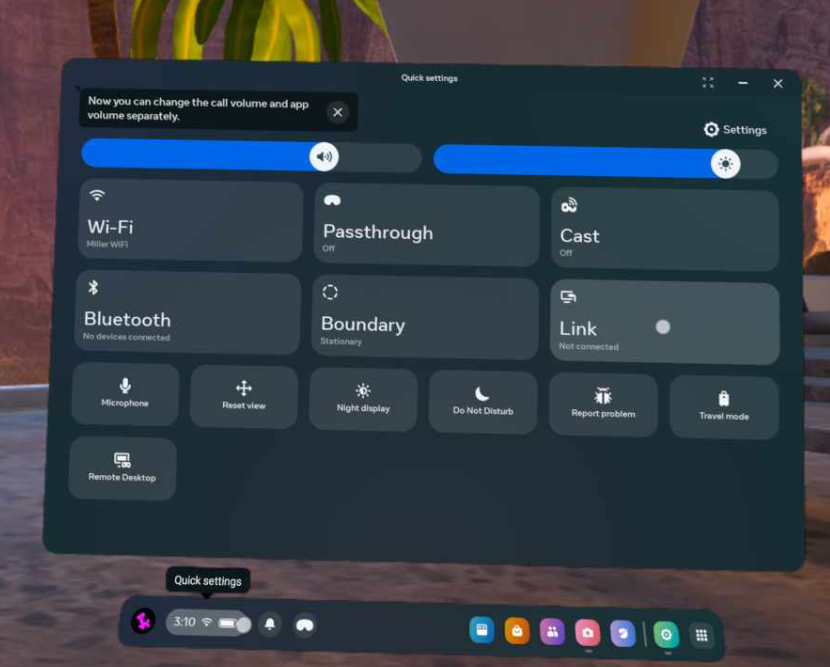 Quick settings
Now you can change the call volume and app
volume separately.
Settings
Wi-Fi
Miller WiFi
Passthrough
Off
Cast
Off
Bluetooth
No devices connected
Boundary
Stationary
Link
Not connected
Microphone
Reset view
Night display
Do Not Disturb
Report problem
Travel mode
Remote Desktop
Quick settings
3:10